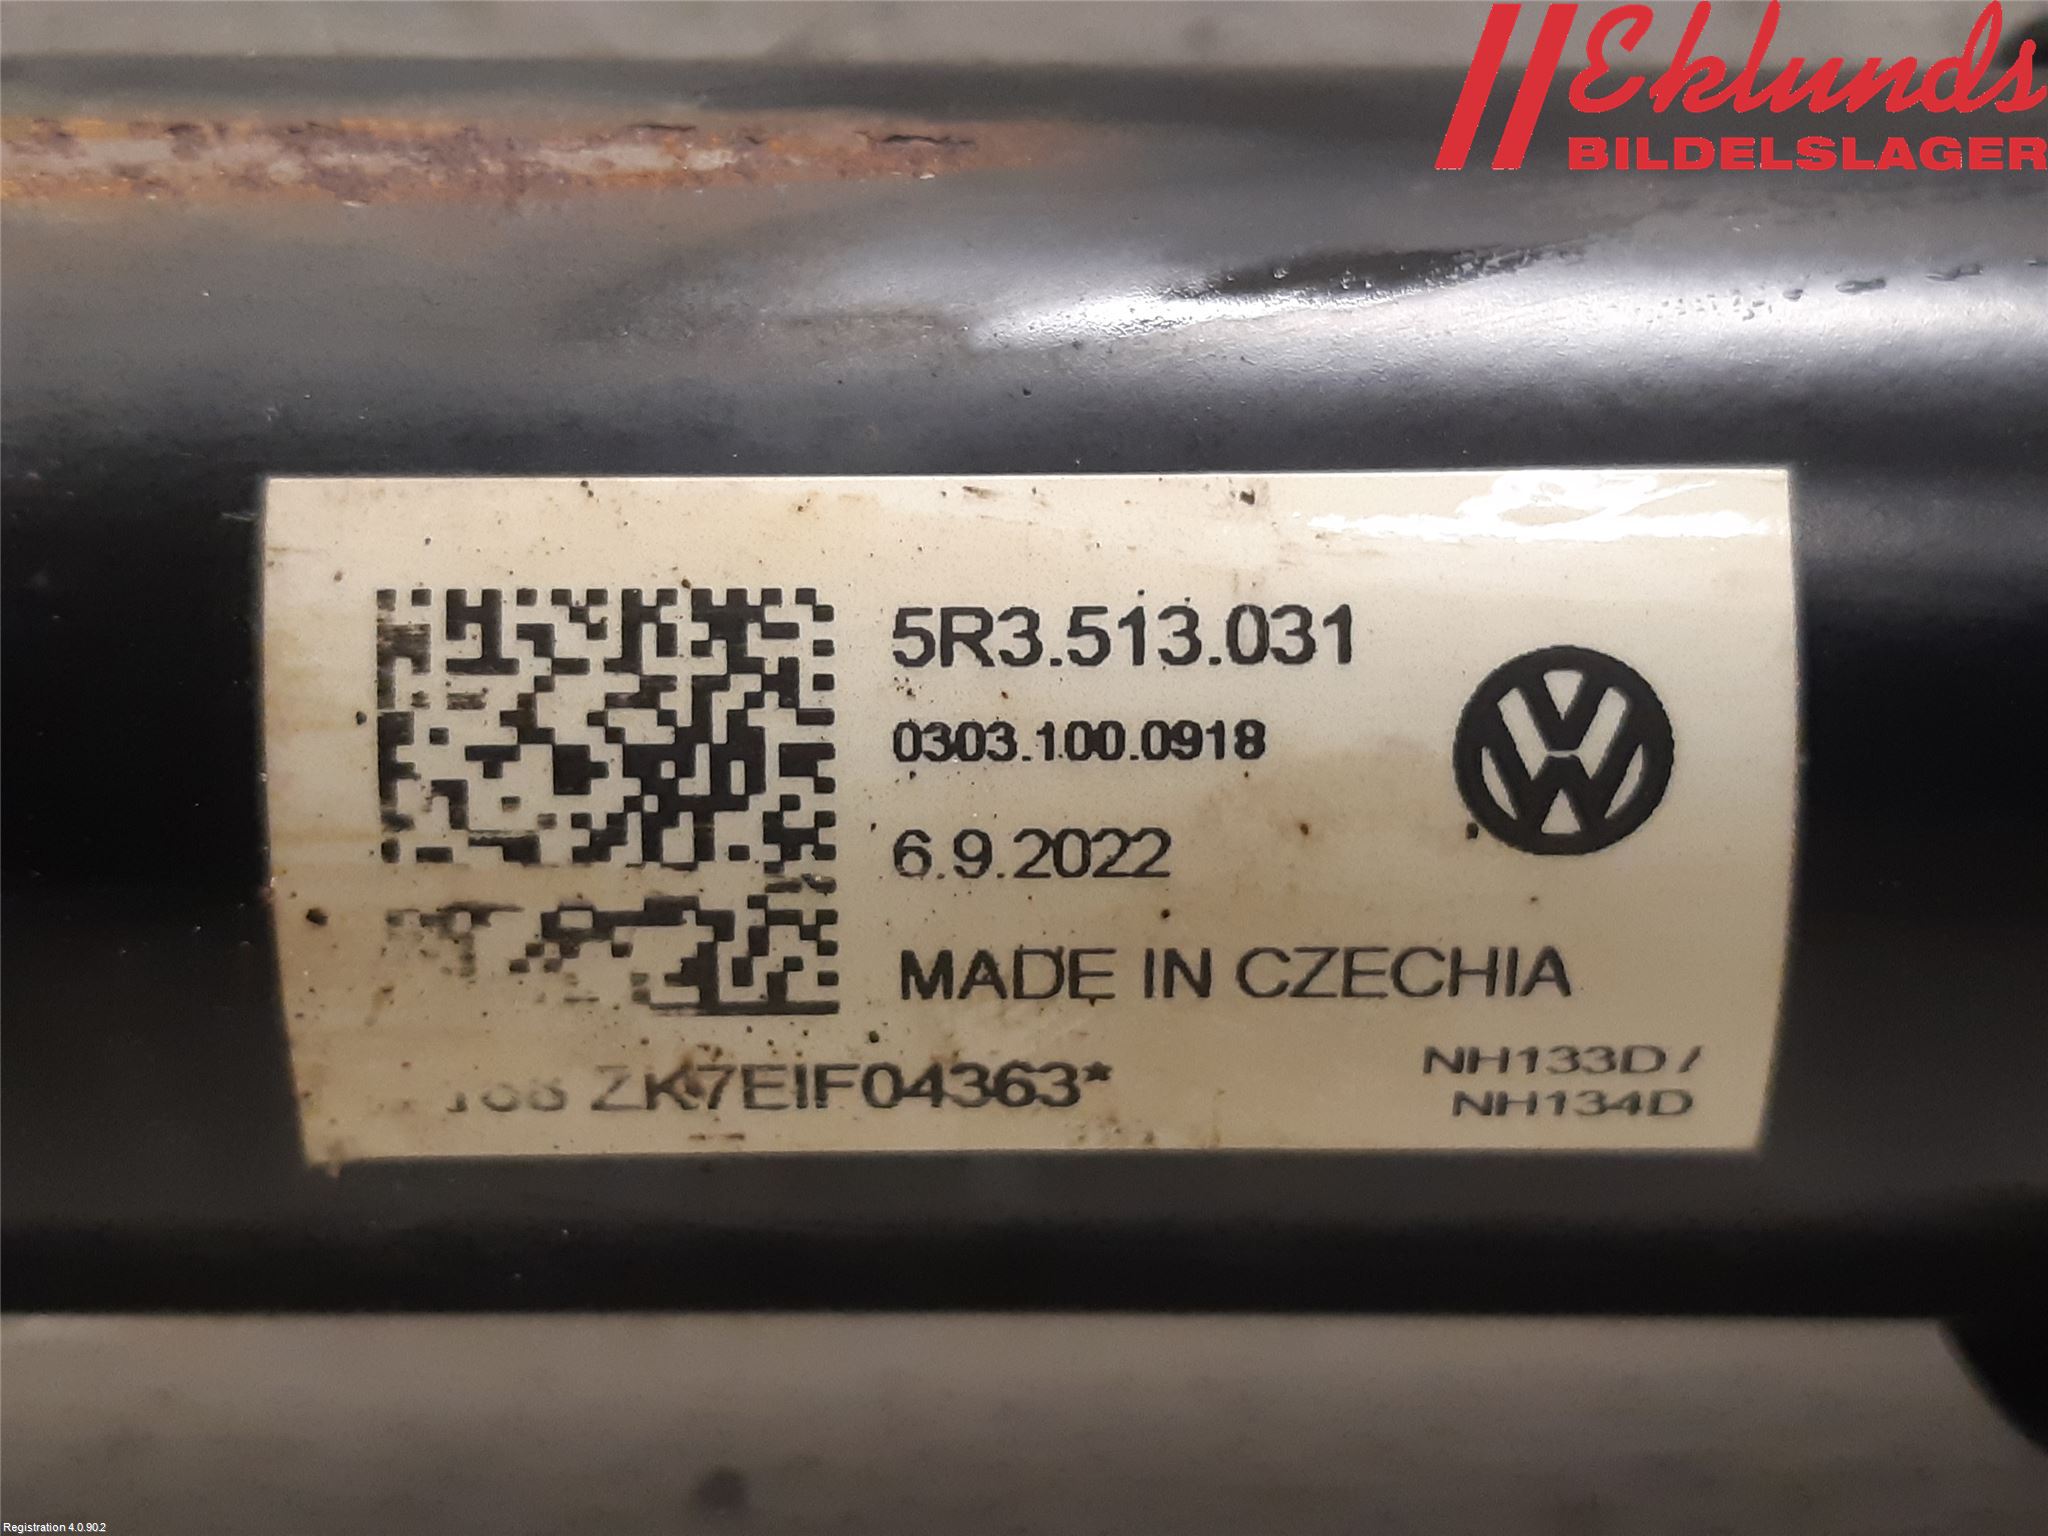 Eklunds
BILDELSLAGER
5R3.513.031
0303.100.0918
6.9.2022
MADE IN CZECHIA
ZK7EIF04363*
NH133D /
NH134D
Registration 4.0.90.2